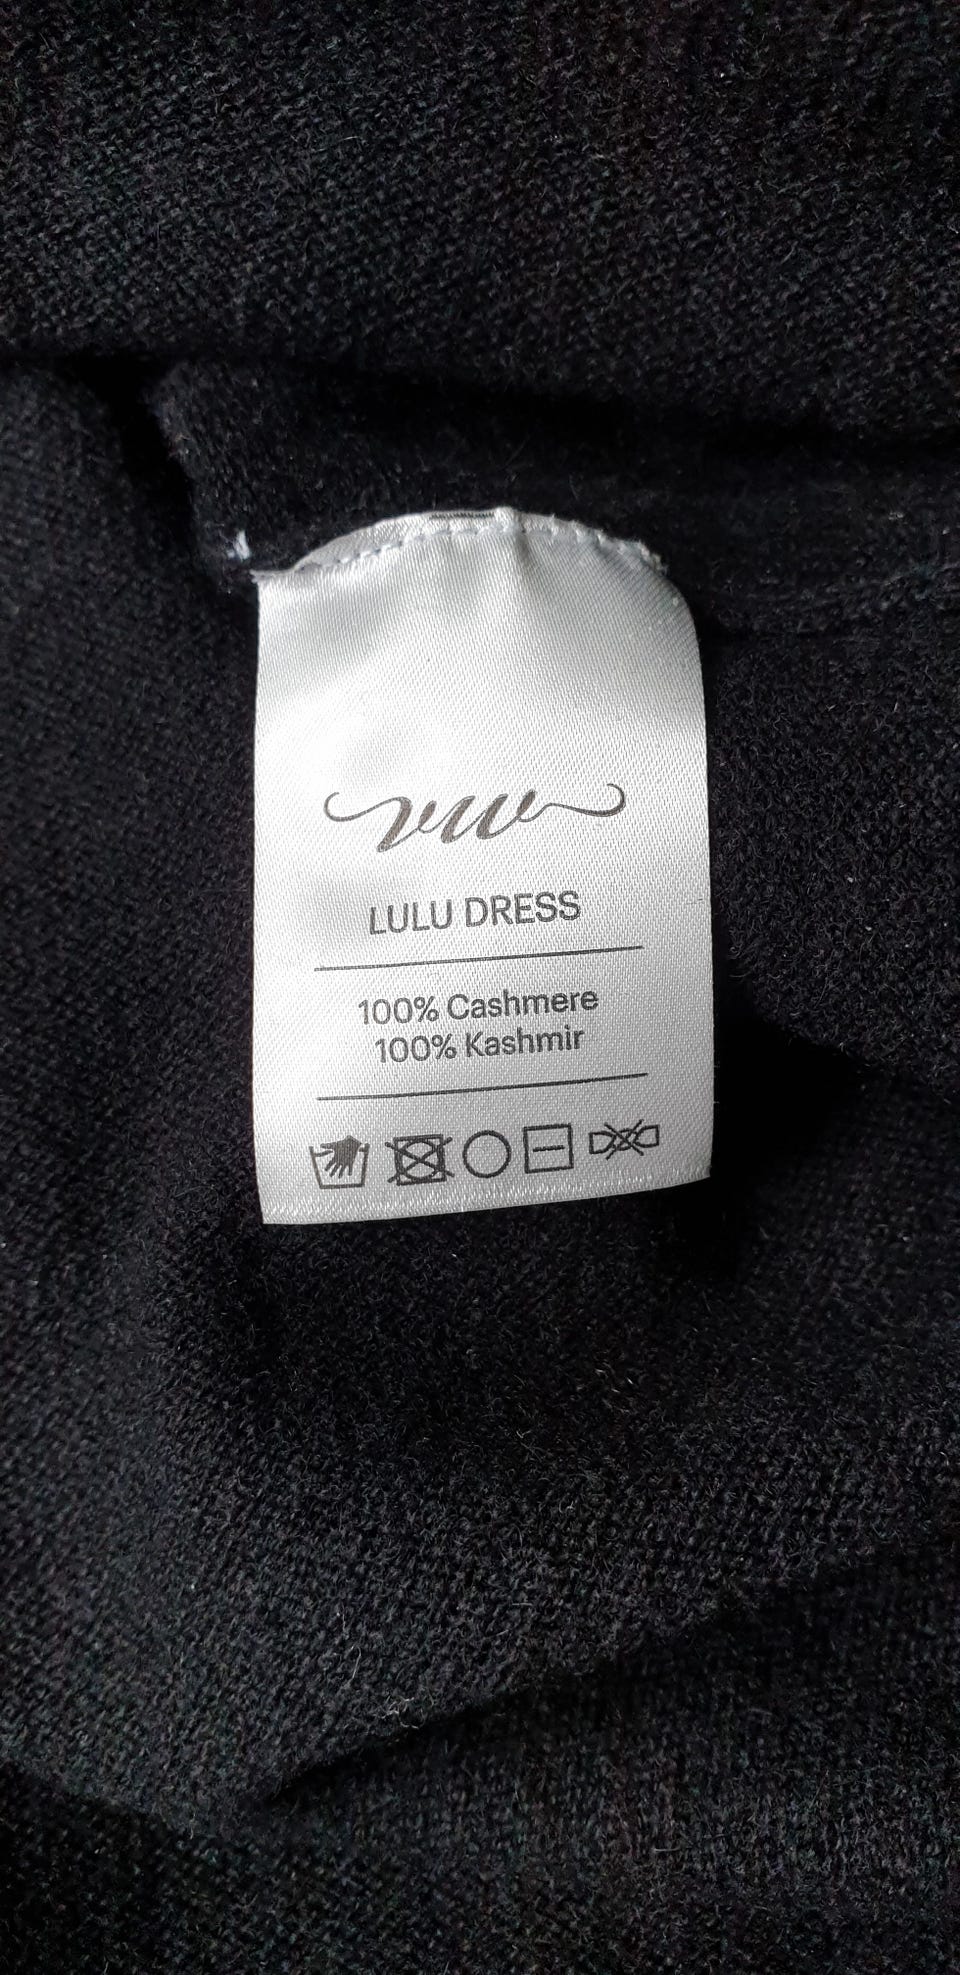 LULU DRESS
100% Cashmere
100% Kashmir